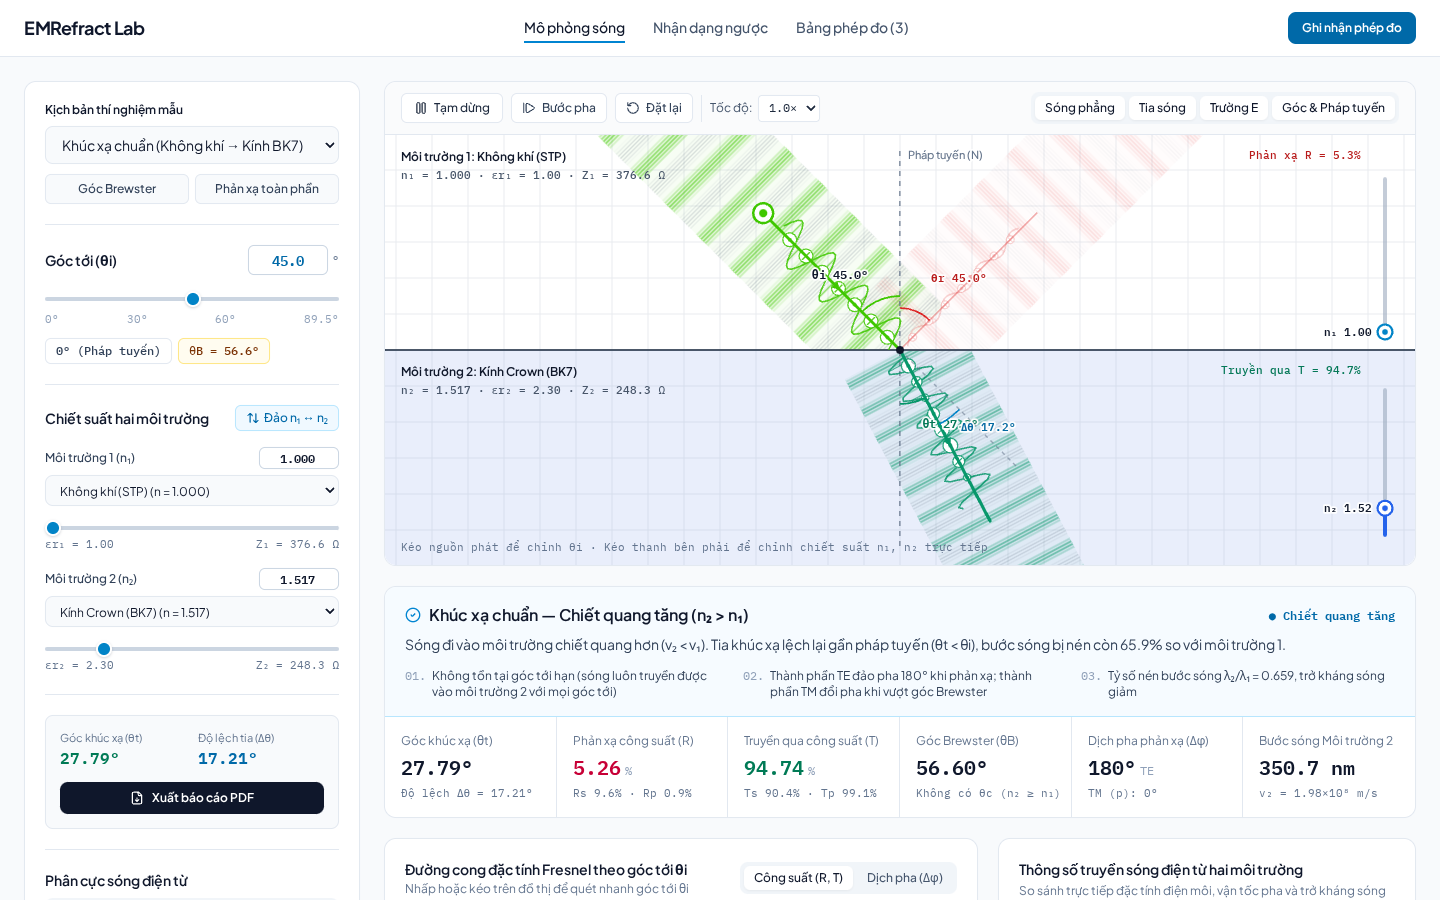 EMRefract Lab
Mô phỏng sóng
Nhận dạng ngược
Bảng phép đo (3)
Ghi nhận phép đo
Kịch bản thí nghiệm mẫu
Khúc xạ chuẩn (Không khí → Kính BK7)
Góc Brewster
Phản xạ toàn phần
Góc tới (θi)
45.0 °
0° 30° 60° 89.5°
0° (Pháp tuyến)
θB = 56.6°
Chiết suất hai môi trường
Đảo n₁ ↔ n₂
Môi trường 1 (n₁)
1.000
Không khí (STP) (n = 1.000)
εr₁ = 1.00
Z₁ = 376.6 Ω
Môi trường 2 (n₂)
1.517
Kính Crown (BK7) (n = 1.517)
εr₂ = 2.30
Z₂ = 248.3 Ω
Góc khúc xạ (θt)
27.79°
Độ lệch tia (Δθ)
17.21°
Xuất báo cáo PDF
Phân cực sóng điện từ
Tạm dừng
Bước pha
Đặt lại
Tốc độ:
1.0×
Sóng phẳng
Tia sóng
Trường E
Góc & Pháp tuyến
Môi trường 1: Không khí (STP)
n₁ = 1.000 · εr₁ = 1.00 · Z₁ = 376.6 Ω
Pháp tuyến (N)
Phản xạ R = 5.3%
θi 45.0°
θr 45.0°
n₁ 1.00
Môi trường 2: Kính Crown (BK7)
n₂ = 1.517 · εr₂ = 2.30 · Z₂ = 248.3 Ω
Truyền qua T = 94.7%
Δθ 17.2°
n₂ 1.52
Kéo nguồn phát để chỉnh θi · Kéo thanh bên phải để chỉnh chiết suất n₁, n₂ trực tiếp
Khúc xạ chuẩn — Chiết quang tăng (n₂ > n₁)
Chiết quang tăng
Sóng đi vào môi trường chiết quang hơn (v₂ < v₁). Tia khúc xạ lệch lại gần pháp tuyến (θt < θi), bước sóng bị nén còn 65.9% so với môi trường 1.
01. Không tồn tại góc tới hạn (sóng luôn truyền được
vào môi trường 2 với mọi góc tới)
02. Thành phần TE đảo pha 180° khi phản xạ; thành
phần TM đổi pha khi vượt góc Brewster
03. Tỷ số nén bước sóng λ₂/λ₁ = 0.659, trở kháng sóng
giảm
Góc khúc xạ (θt)
27.79°
Độ lệch Δθ = 17.21°
Phản xạ công suất (R)
5.26 %
Rs 9.6% · Rp 0.9%
Truyền qua công suất (T)
94.74 %
Ts 90.4% · Tp 99.1%
Góc Brewster (θB)
56.60°
Không có θc (n₂ ≥ n₁)
Dịch pha phản xạ (Δφ)
180° TE
TM (p): 0°
Bước sóng Môi trường 2
350.7 nm
v₂ = 1.98×10⁸ m/s
Đường cong đặc tính Fresnel theo góc tới θi
Nhấp hoặc kéo trên đồ thị để quét nhanh góc tới θi
Công suất (R, T)
Dịch pha (Δφ)
Thông số truyền sóng điện từ hai môi trường
So sánh trực tiếp đặc tính điện môi, vận tốc pha và trở kháng sóng